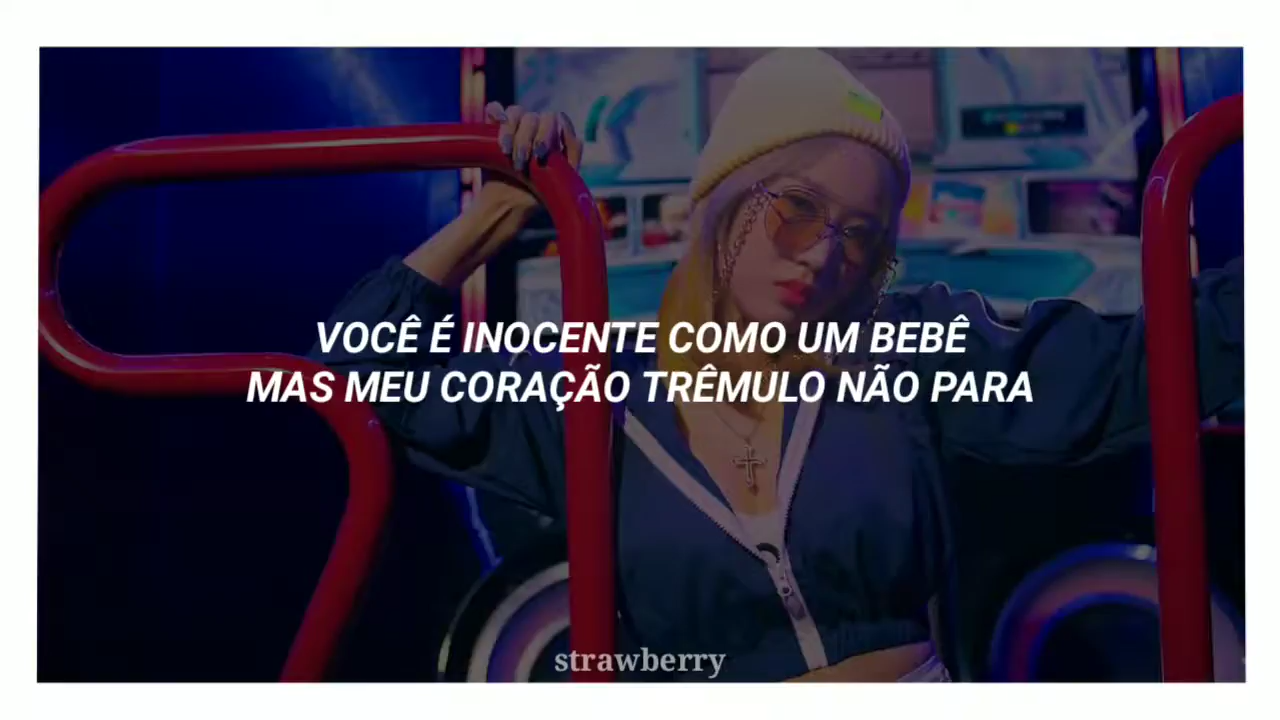 VOCÊ É INOCENTE COMO UM BEBÊ
MAS MEU CORAÇÃO TRÊMULO NÃO PARA
strawberry